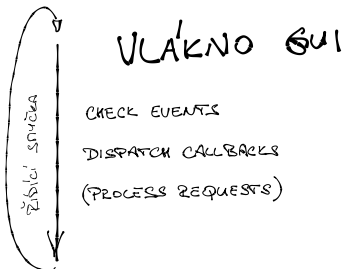 VLÁKNO GUI
ŘÍDÍCÍ SMYČKA
CHECK EVENTS
DISPATCH CALLBACKS
(PROCESS REQUESTS)